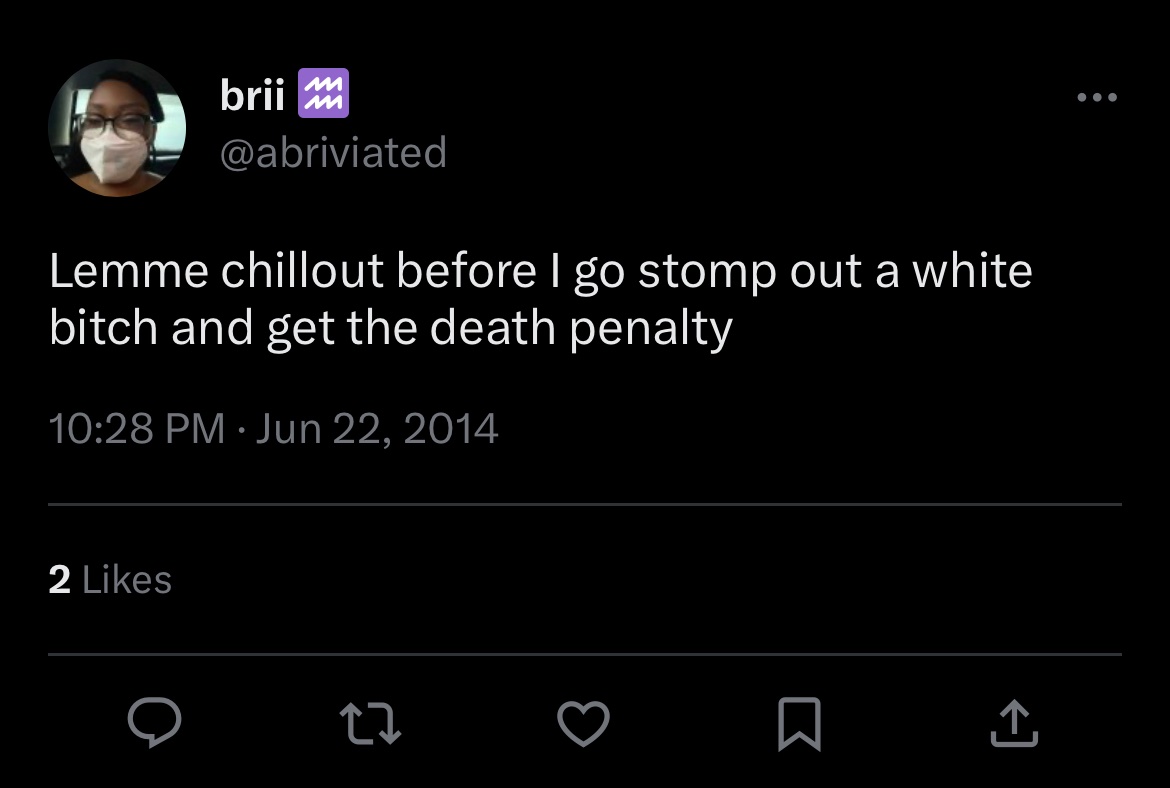 brii ♒
@abriviated
Lemme chillout before I go stomp out a white
bitch and get the death penalty
10:28 PM · Jun 22, 2014
2 Likes